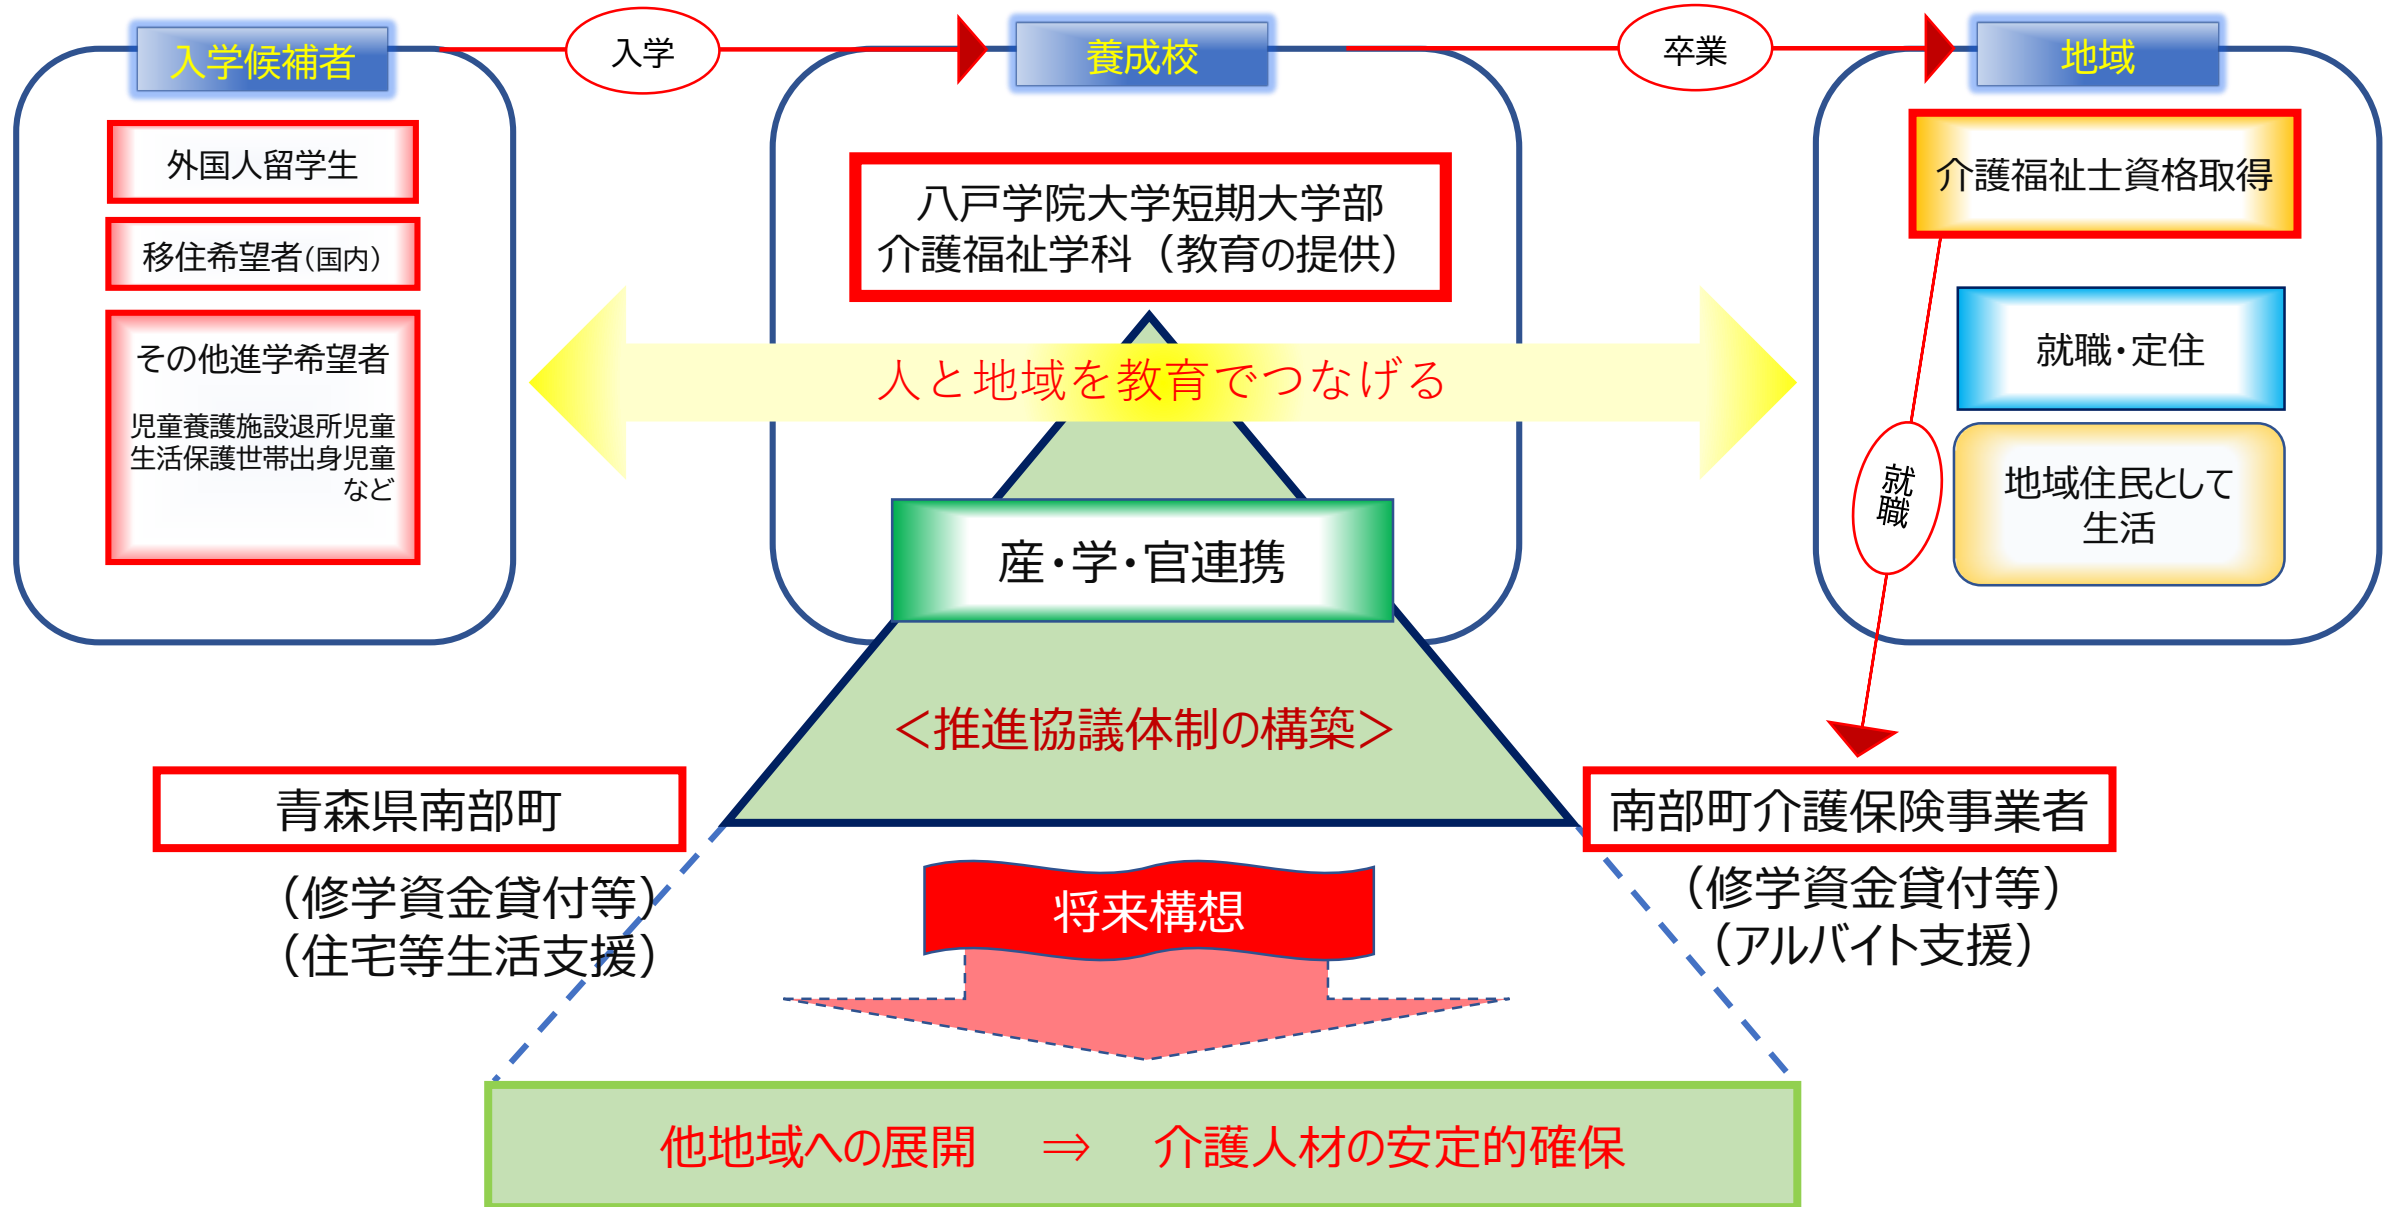 入学候補者
入学
養成校
卒業
地域
外国人留学生
移住希望者(国内)
その他進学希望者
児童養護施設退所児童
生活保護世帯出身児童
など
八戸学院大学短期大学部
介護福祉学科(教育の提供)
介護福祉士資格取得
就職・定住
地域住民として
生活
就職
人と地域を教育でつなげる
産・学・官連携
<推進協議体制の構築>
青森県南部町
(修学資金貸付等)
(住宅等生活支援)
南部町介護保険事業者
(修学資金貸付等)
(アルバイト支援)
将来構想
他地域への展開 ⇒ 介護人材の安定的確保